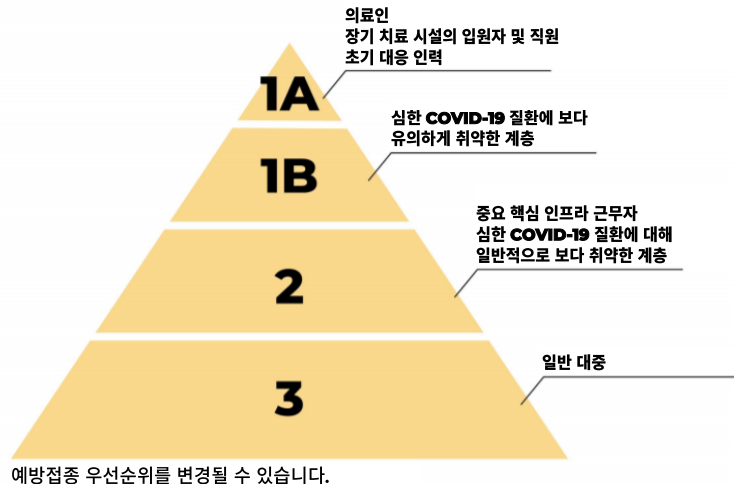 의료인
장기 치료 시설의 입원자 및 직원
초기 대응 인력
1A
심한 COVID-19 질환에 보다
유의하게 취약한 계층
1B
중요 핵심 인프라 근무자
심한 COVID-19 질환에 대해
일반적으로 보다 취약한 계층
2
일반 대중
3
예방접종 우선순위를 변경될 수 있습니다.